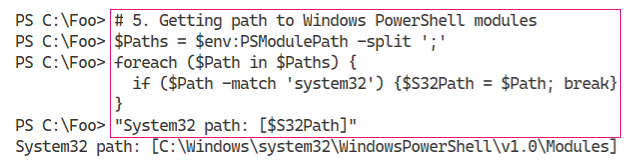 PS C:\Foo> # 5. Getting path to Windows PowerShell modules
PS C:\Foo> $Paths = $env:PSModulePath -split ';'
PS C:\Foo> foreach ($Path in $Paths) {
             if ($Path -match 'system32') {$S32Path = $Path; break}
           }
PS C:\Foo> "System32 path: [$S32Path]"
System32 path: [C:\Windows\system32\WindowsPowerShell\v1.0\Modules]